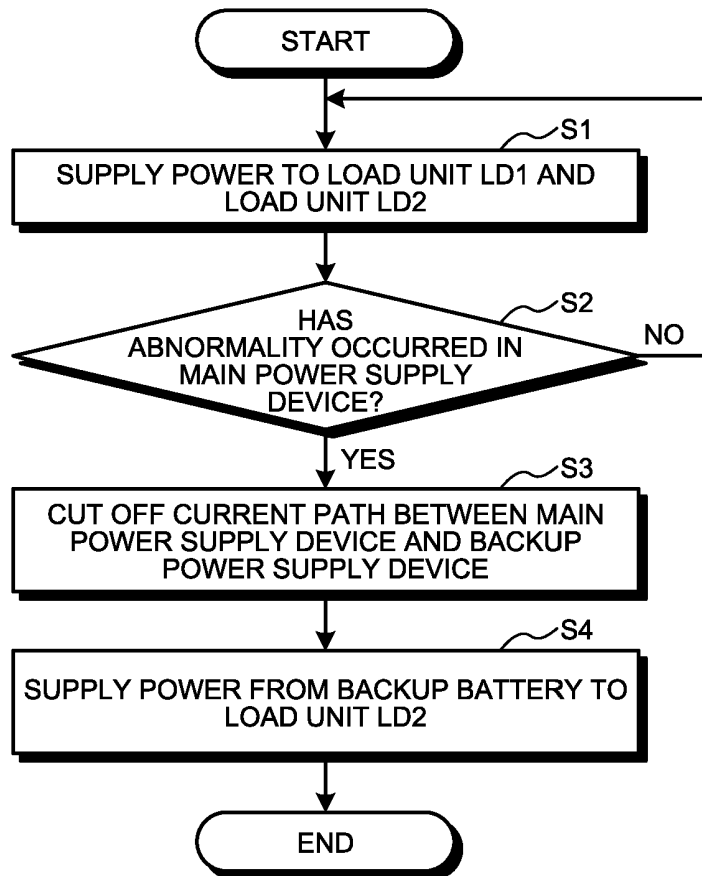 START
S1
SUPPLY POWER TO LOAD UNIT LD1 AND
LOAD UNIT LD2
S2
HAS
ABNORMALITY OCCURRED IN
MAIN POWER SUPPLY
DEVICE?
NO
YES
S3
CUT OFF CURRENT PATH BETWEEN MAIN
POWER SUPPLY DEVICE AND BACKUP
POWER SUPPLY DEVICE
S4
SUPPLY POWER FROM BACKUP BATTERY TO
LOAD UNIT LD2
END